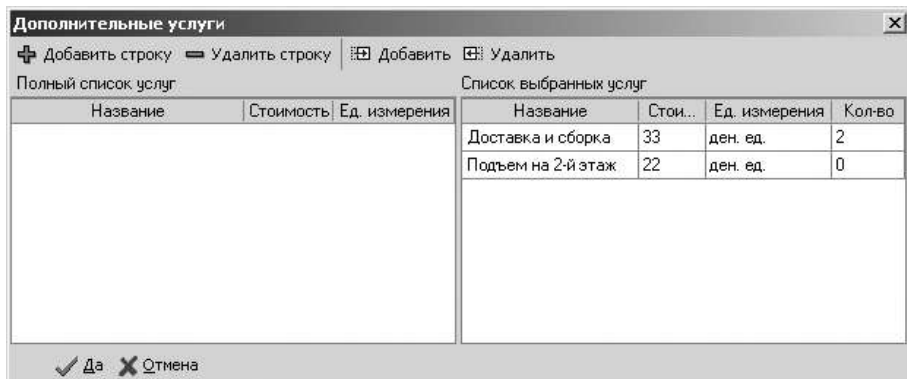 Дополнительные услуги
Добавить строку Удалить строку Добавить Удалить
Полный список услуг Список выбранных услуг
Название Стоимость Ед. измерения Название Стои... Ед. измерения Кол-во
Доставка и сборка 33 ден. ед. 2
Подъем на 2-й этаж 22 ден. ед. 0
Да Отмена